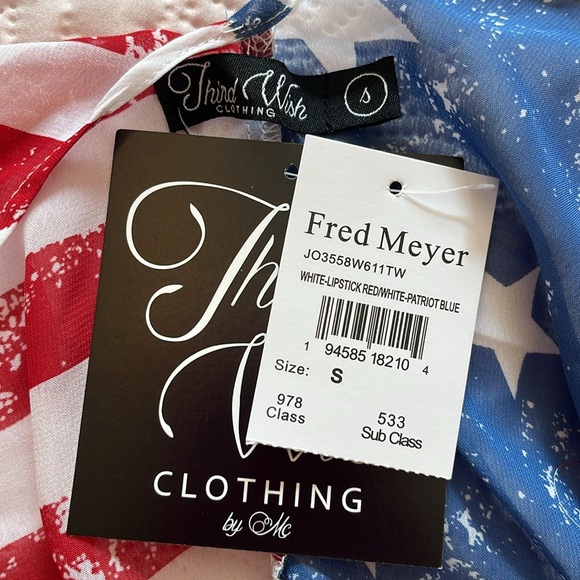 Third Wish
CLOTHING
S
Fred Meyer
JO3558W611TW
WHITE-LIPSTICK RED/WHITE-PATRIOT BLUE
1 94585 18210 4
Size: S
978
Class
533
Sub Class
CLOTHING
by Mc